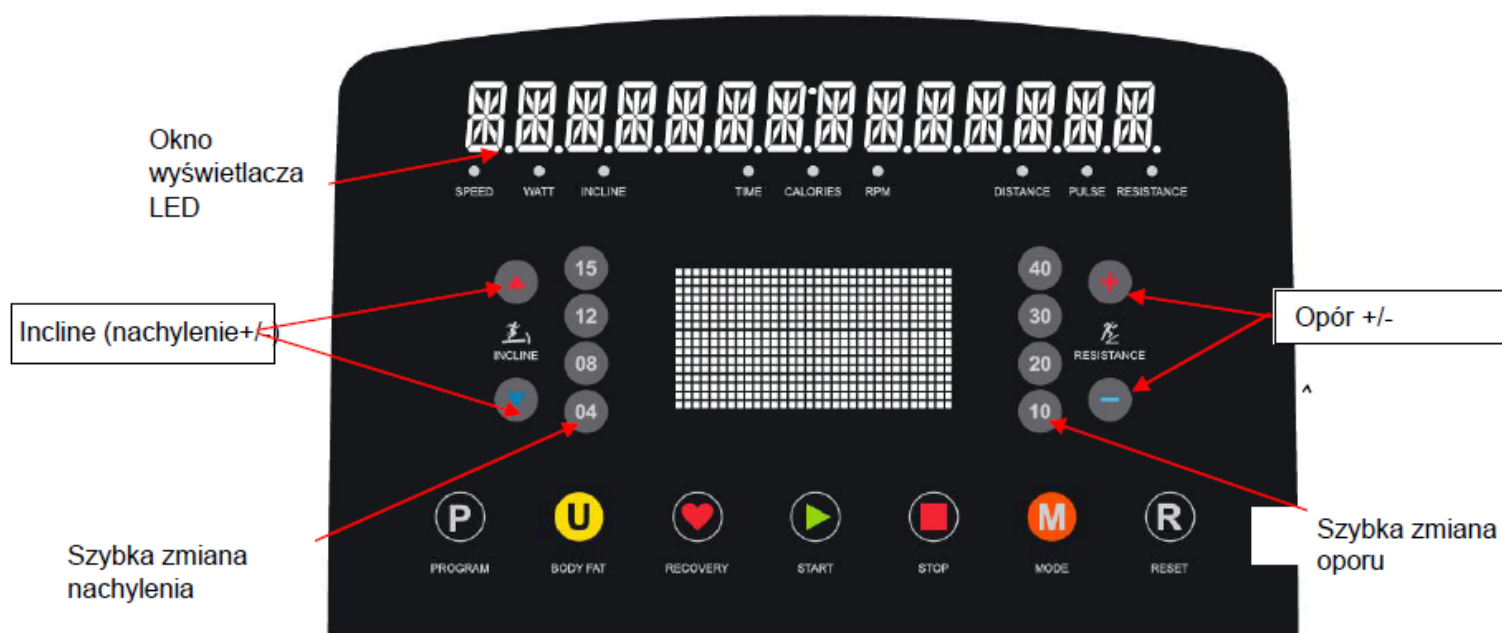 Okno
wyświetlacza
LED
SPEED WATT INCLINE TIME CALORIES RPM DISTANCE PULSE RESISTANCE
Incline (nachylenie+/-)
INCLINE
15
12
08
04
40
30
20
10
RESISTANCE
Opór +/-
^
P U M R
PROGRAM BODY FAT RECOVERY START STOP MODE RESET
Szybka zmiana
nachylenia
Szybka zmiana
oporu